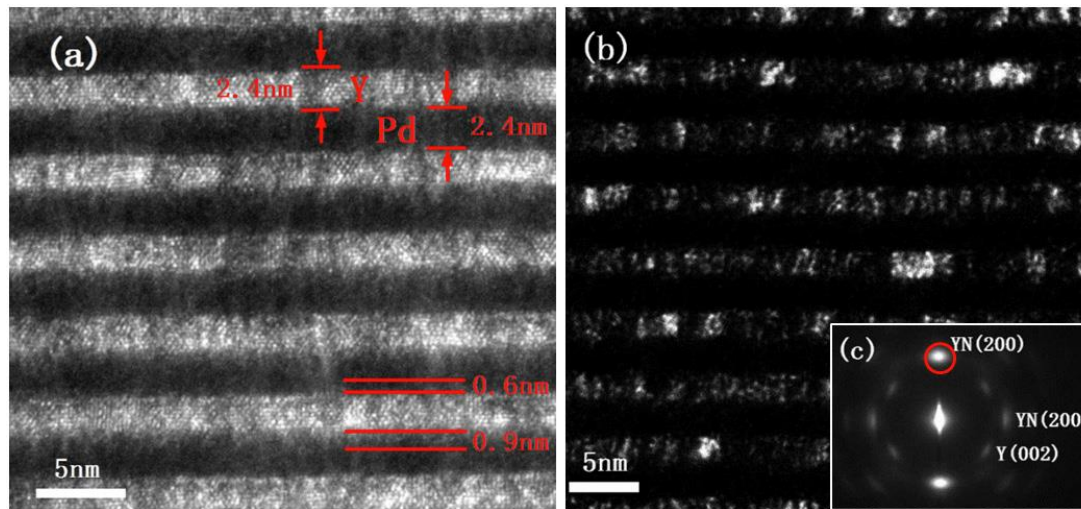 (a)
2.4nm
Y
Pd
2.4nm
0.6nm
0.9nm
5nm
(b)
5nm
(c)
YN(200)
YN(200
Y(002)